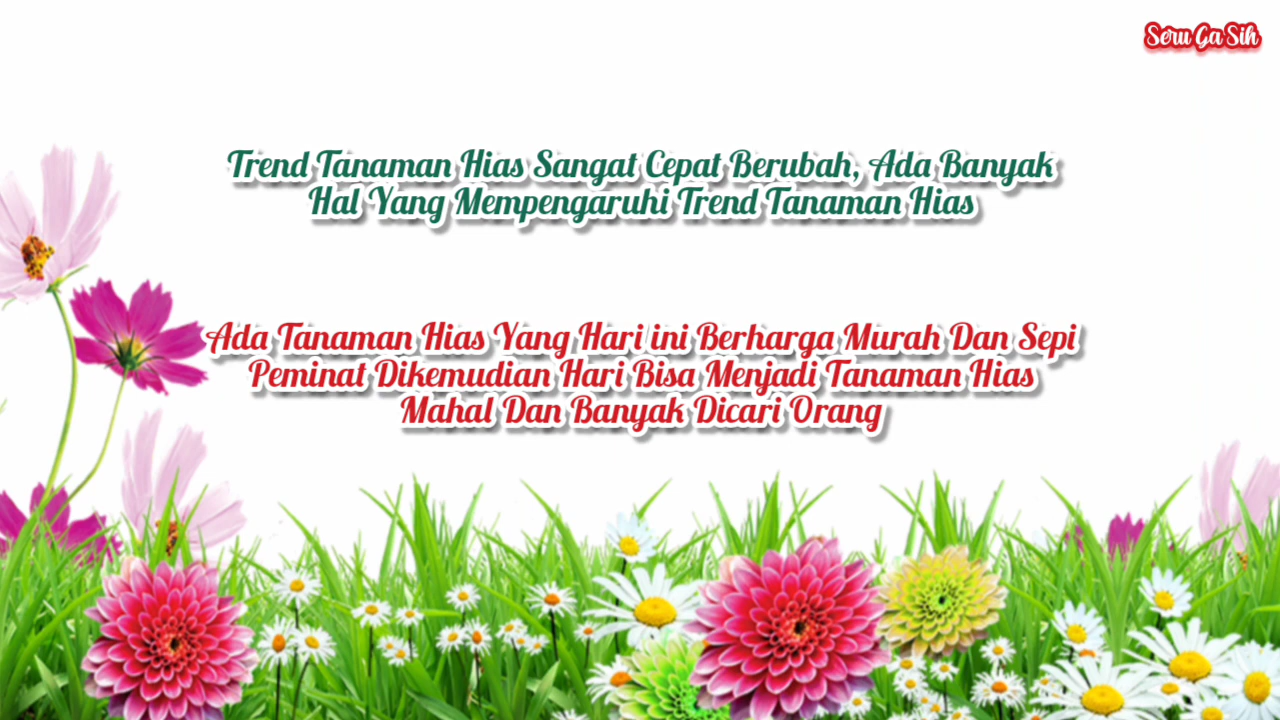 Seru Ga Sih
Trend Tanaman Hias Sangat Cepat Berubah, Ada Banyak
Hal Yang Mempengaruhi Trend Tanaman Hias
Ada Tanaman Hias Yang Hari ini Berharga Murah Dan Sepi
Peminat Dikemudian Hari Bisa Menjadi Tanaman Hias
Mahal Dan Banyak Dicari Orang